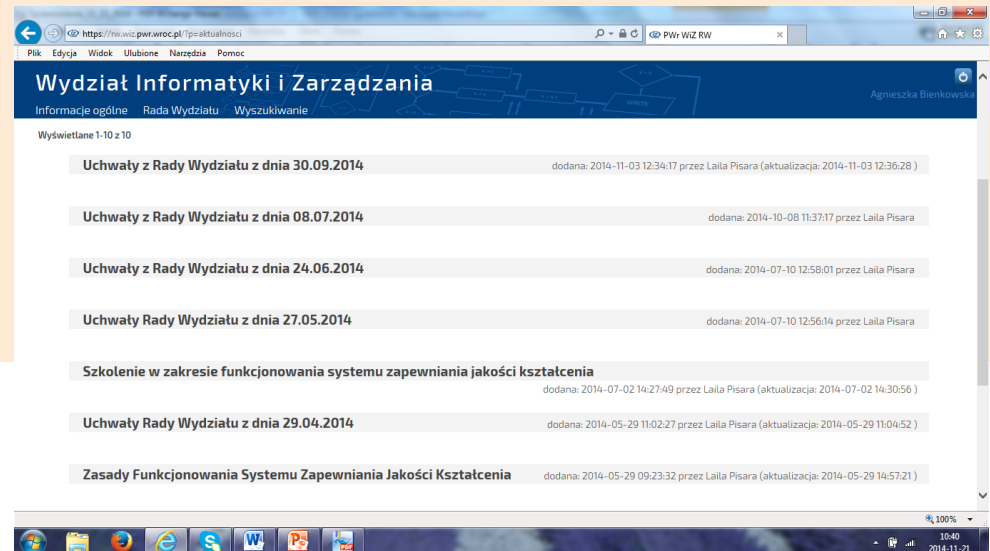 https://rw.wiz.pwr.wroc.pl/?p=aktualnosci
PWr WiZ RW
Plik Edycja Widok Ulubione Narzędzia Pomoc
Wydział Informatyki i Zarządzania
Agnieszka Bienkowska
Informacje ogólne Rada Wydziału Wyszukiwanie
WRITE
Wyświetlane 1-10 z 10
Uchwały z Rady Wydziału z dnia 30.09.2014 dodana: 2014-11-03 12:34:17 przez Laila Pisara (aktualizacja: 2014-11-03 12:36:28 )
Uchwały z Rady Wydziału z dnia 08.07.2014 dodana: 2014-10-08 11:37:17 przez Laila Pisara
Uchwały z Rady Wydziału z dnia 24.06.2014 dodana: 2014-07-10 12:58:01 przez Laila Pisara
Uchwały Rady Wydziału z dnia 27.05.2014 dodana: 2014-07-10 12:56:14 przez Laila Pisara
Szkolenie w zakresie funkcjonowania systemu zapewniania jakości kształcenia
dodana: 2014-07-02 14:27:49 przez Laila Pisara (aktualizacja: 2014-07-02 14:30:56 )
Uchwały Rady Wydziału z dnia 29.04.2014 dodana: 2014-05-29 11:02:27 przez Laila Pisara (aktualizacja: 2014-05-29 11:04:52 )
Zasady Funkcjonowania Systemu Zapewniania Jakości Kształcenia dodana: 2014-05-29 09:23:32 przez Laila Pisara (aktualizacja: 2014-05-29 14:57:21 )
100%
10:40
2014-11-21